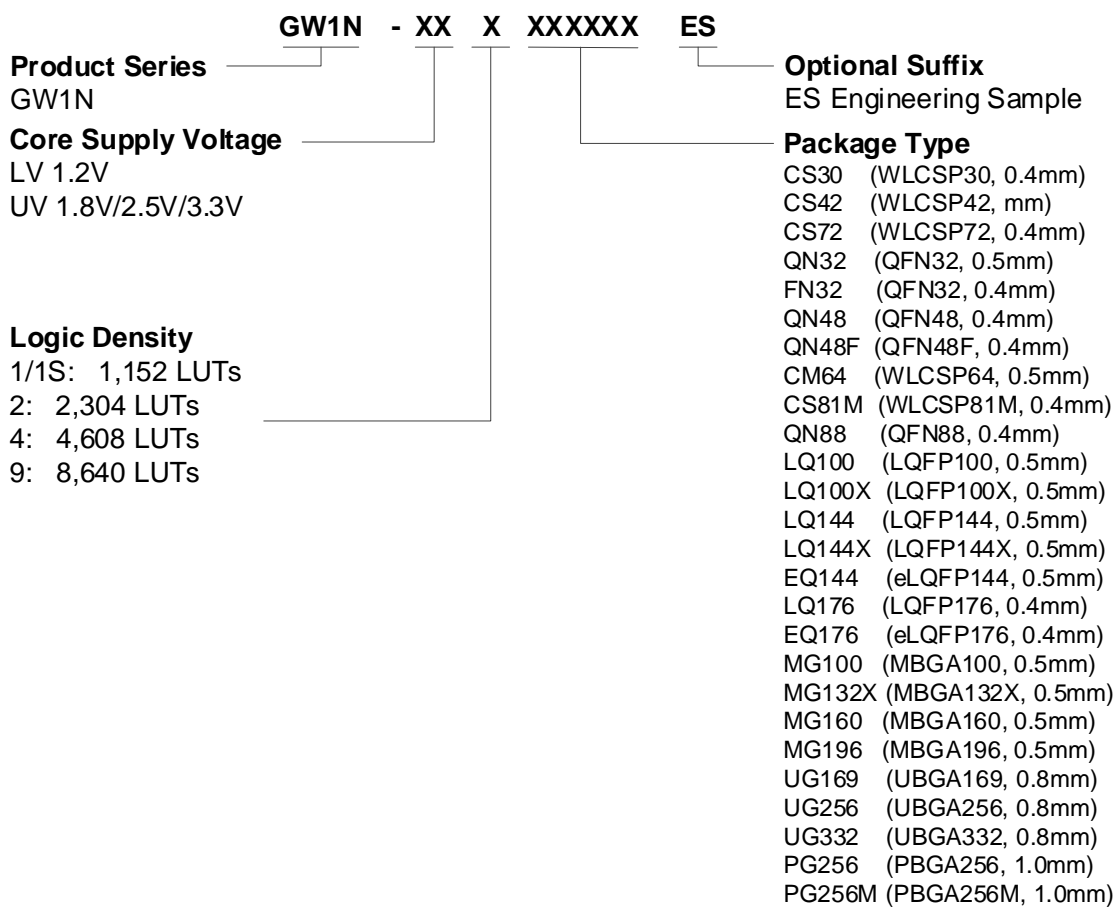 GW1N - XX X XXXXXX ES
Product Series
GW1N
Core Supply Voltage
LV 1.2V
UV 1.8V/2.5V/3.3V
Logic Density
1/1S: 1,152 LUTs
2: 2,304 LUTs
4: 4,608 LUTs
9: 8,640 LUTs
Optional Suffix
ES Engineering Sample
Package Type
CS30 (WLCSP30, 0.4mm)
CS42 (WLCSP42, mm)
CS72 (WLCSP72, 0.4mm)
QN32 (QFN32, 0.5mm)
FN32 (QFN32, 0.4mm)
QN48 (QFN48, 0.4mm)
QN48F (QFN48F, 0.4mm)
CM64 (WLCSP64, 0.5mm)
CS81M (WLCSP81M, 0.4mm)
QN88 (QFN88, 0.4mm)
LQ100 (LQFP100, 0.5mm)
LQ100X (LQFP100X, 0.5mm)
LQ144 (LQFP144, 0.5mm)
LQ144X (LQFP144X, 0.5mm)
EQ144 (eLQFP144, 0.5mm)
LQ176 (LQFP176, 0.4mm)
EQ176 (eLQFP176, 0.4mm)
MG100 (MBGA100, 0.5mm)
MG132X (MBGA132X, 0.5mm)
MG160 (MBGA160, 0.5mm)
MG196 (MBGA196, 0.5mm)
UG169 (UBGA169, 0.8mm)
UG256 (UBGA256, 0.8mm)
UG332 (UBGA332, 0.8mm)
PG256 (PBGA256, 1.0mm)
PG256M (PBGA256M, 1.0mm)